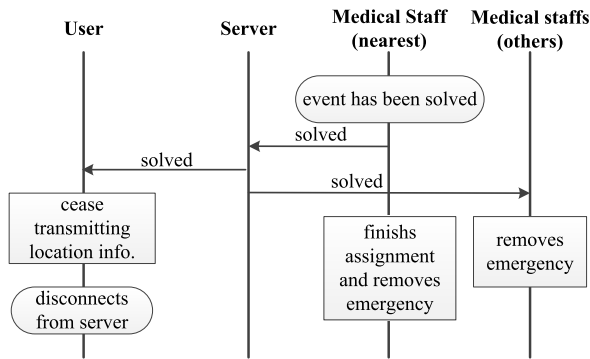 User
Server
Medical Staff
(nearest)
Medical staffs
(others)
event has been solved
solved
solved
solved
cease
transmitting
location info.
finishs
assignment
and removes
emergency
removes
emergency
disconnects
from server